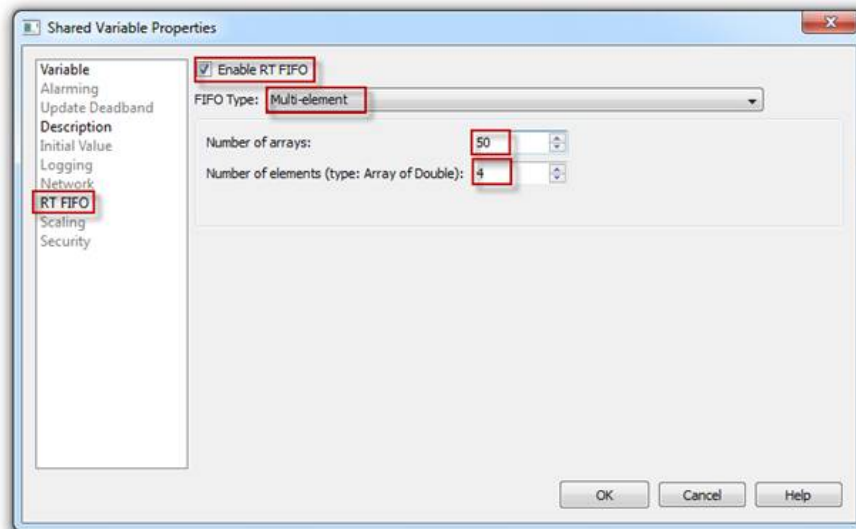 Shared Variable Properties
Variable
Alarming
Update Deadband
Description
Initial Value
Logging
Network
RT FIFO
Scaling
Security
Enable RT FIFO
FIFO Type: Multi-element
Number of arrays: 50
Number of elements (type: Array of Double): 4
OK Cancel Help